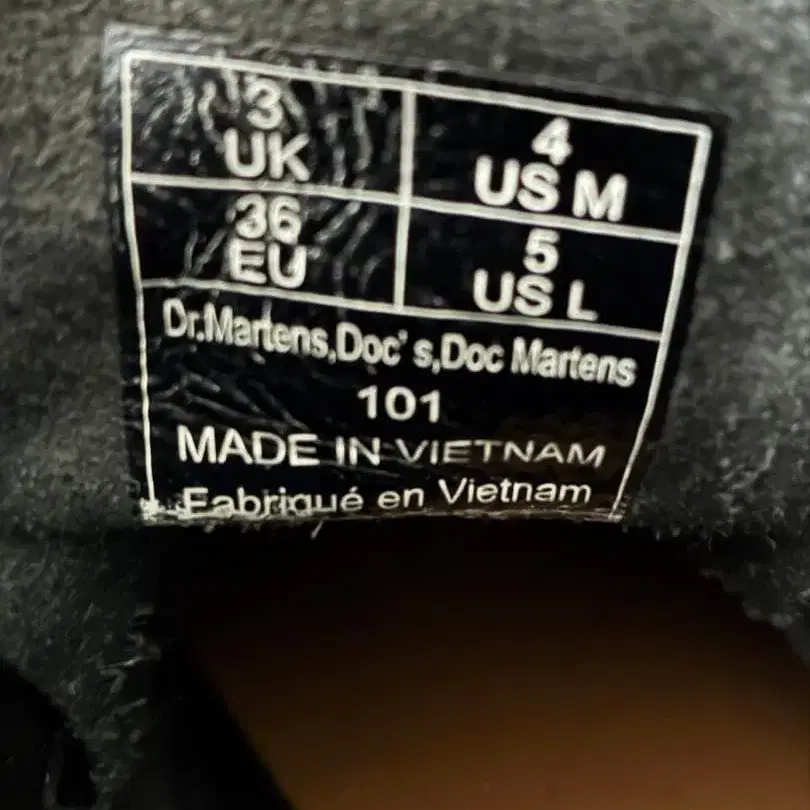 3 4
UK US M
36 5
EU US L
Dr.Martens,Doc's,Doc Martens
101
MADE IN VIETNAM
Fabriqué en Vietnam